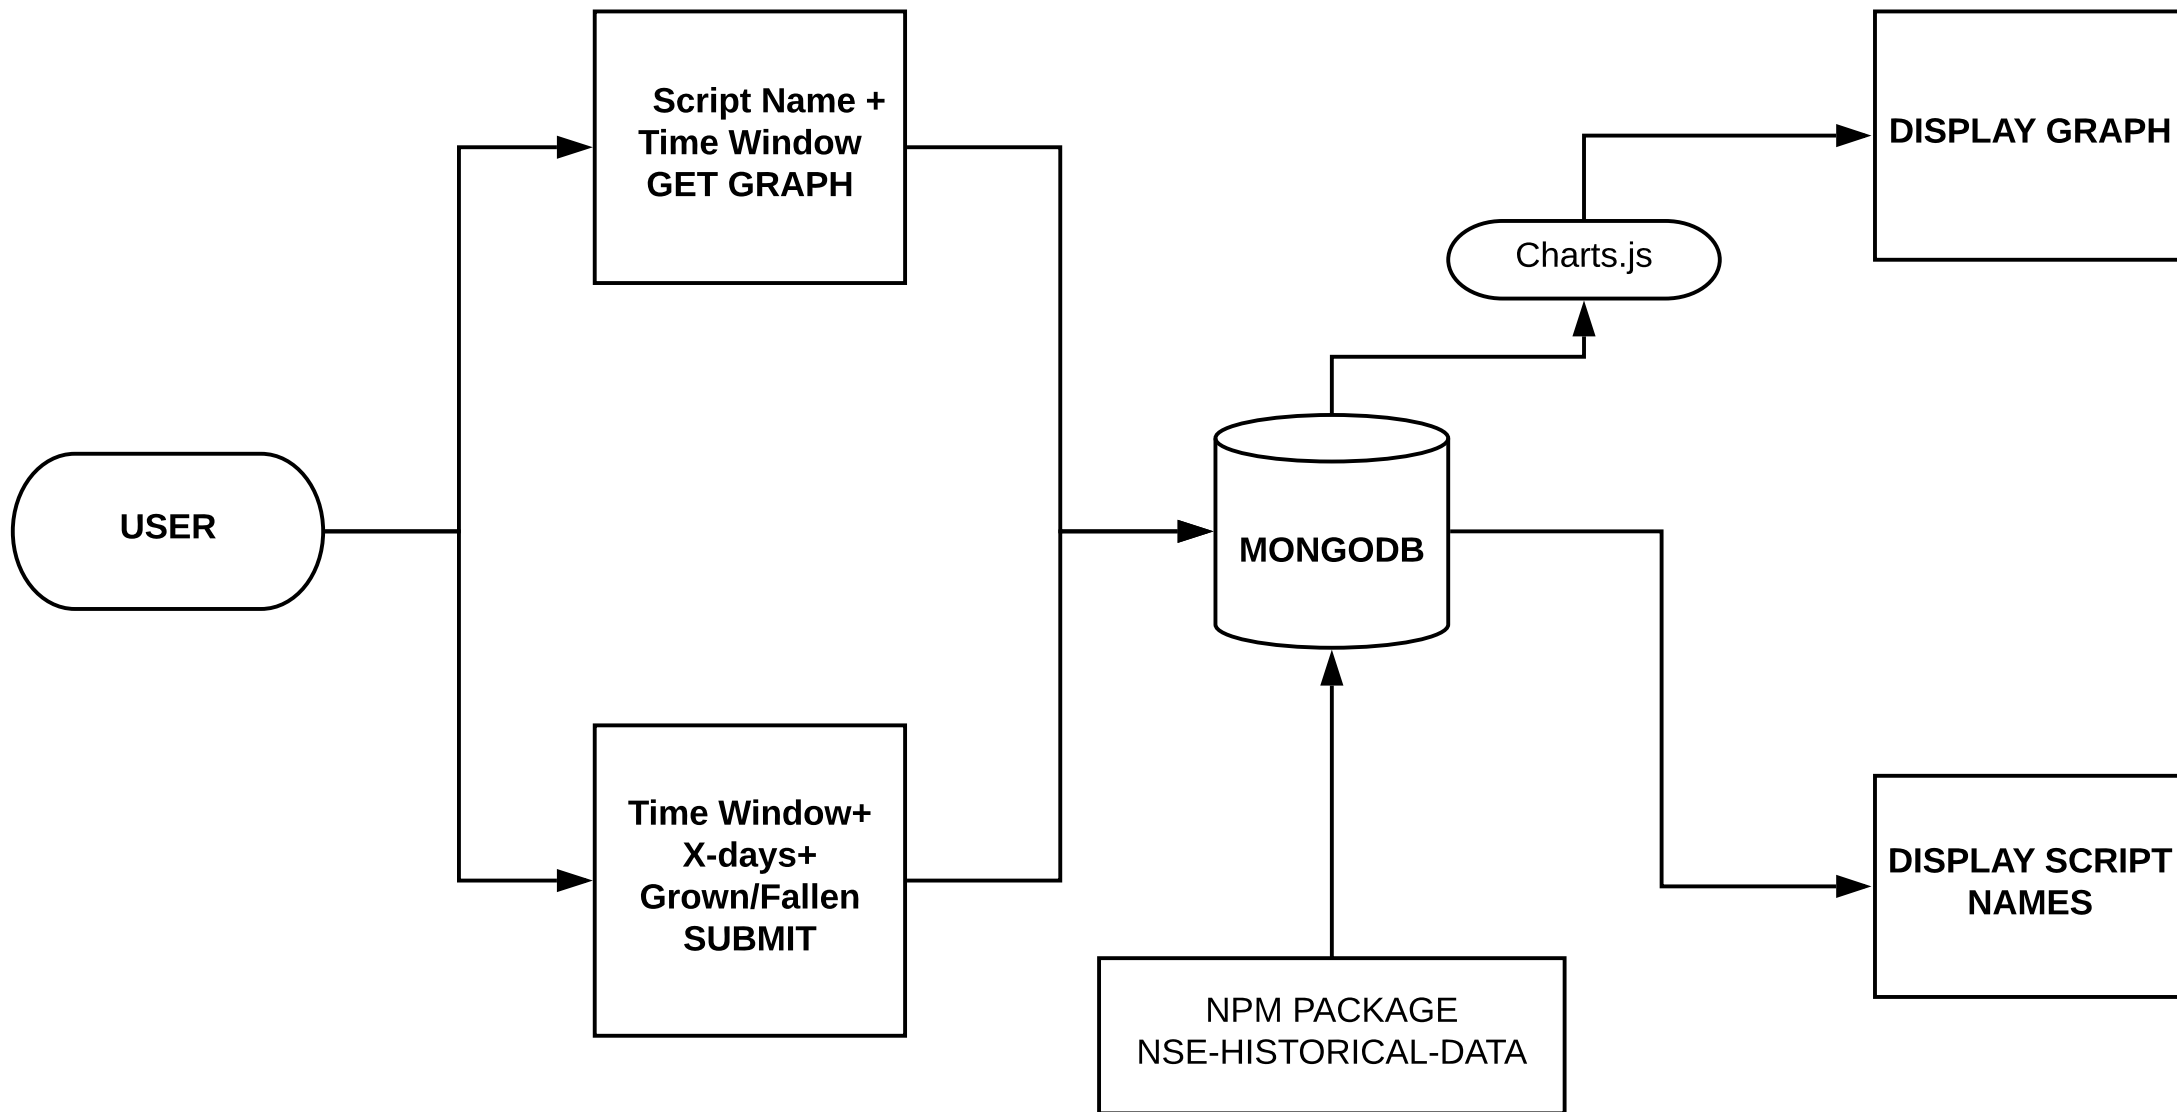 Script Name +
Time Window
GET GRAPH
DISPLAY GRAPH
Charts.js
USER
MONGODB
Time Window+
X-days+
Grown/Fallen
SUBMIT
DISPLAY SCRIPT
NAMES
NPM PACKAGE
NSE-HISTORICAL-DATA